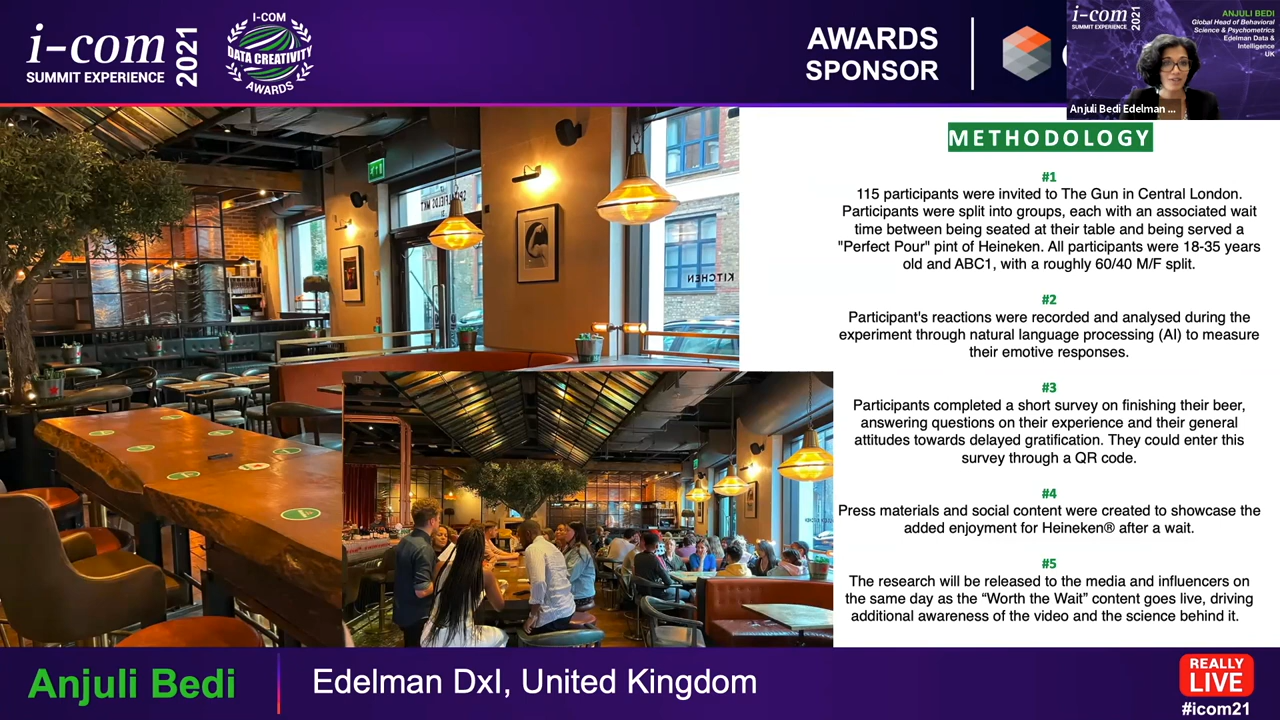 i-com
SUMMIT EXPERIENCE
2021
I-COM
DATA CREATIVITY
AWARDS
AWARDS
SPONSOR
i-com
SUMMIT EXPERIENCE
2021
ANJULI BEDI
Global Head of Behavioral
Science & Psychometrics
Edelman Data &
Intelligence
UK
Anjuli Bedi Edelman ...
KITCHEN
METHODOLOGY
#1
115 participants were invited to The Gun in Central London.
Participants were split into groups, each with an associated wait
time between being seated at their table and being served a
"Perfect Pour" pint of Heineken. All participants were 18-35 years
old and ABC1, with a roughly 60/40 M/F split.
#2
Participant's reactions were recorded and analysed during the
experiment through natural language processing (AI) to measure
their emotive responses.
#3
Participants completed a short survey on finishing their beer,
answering questions on their experience and their general
attitudes towards delayed gratification. They could enter this
survey through a QR code.
#4
Press materials and social content were created to showcase the
added enjoyment for Heineken® after a wait.
#5
The research will be released to the media and influencers on
the same day as the “Worth the Wait” content goes live, driving
additional awareness of the video and the science behind it.
Anjuli Bedi
Edelman DxI, United Kingdom
REALLY
LIVE
#icom21